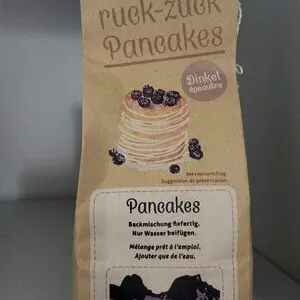 ruck-zuck
Pancakes
Dinkel
épeautre
Serviervorschlag
Suggestion de présentation
Pancakes
Backmischung fixfertig.
Nur Wasser beifügen.
Mélange prêt à l'emploi.
Ajouter que de l'eau.